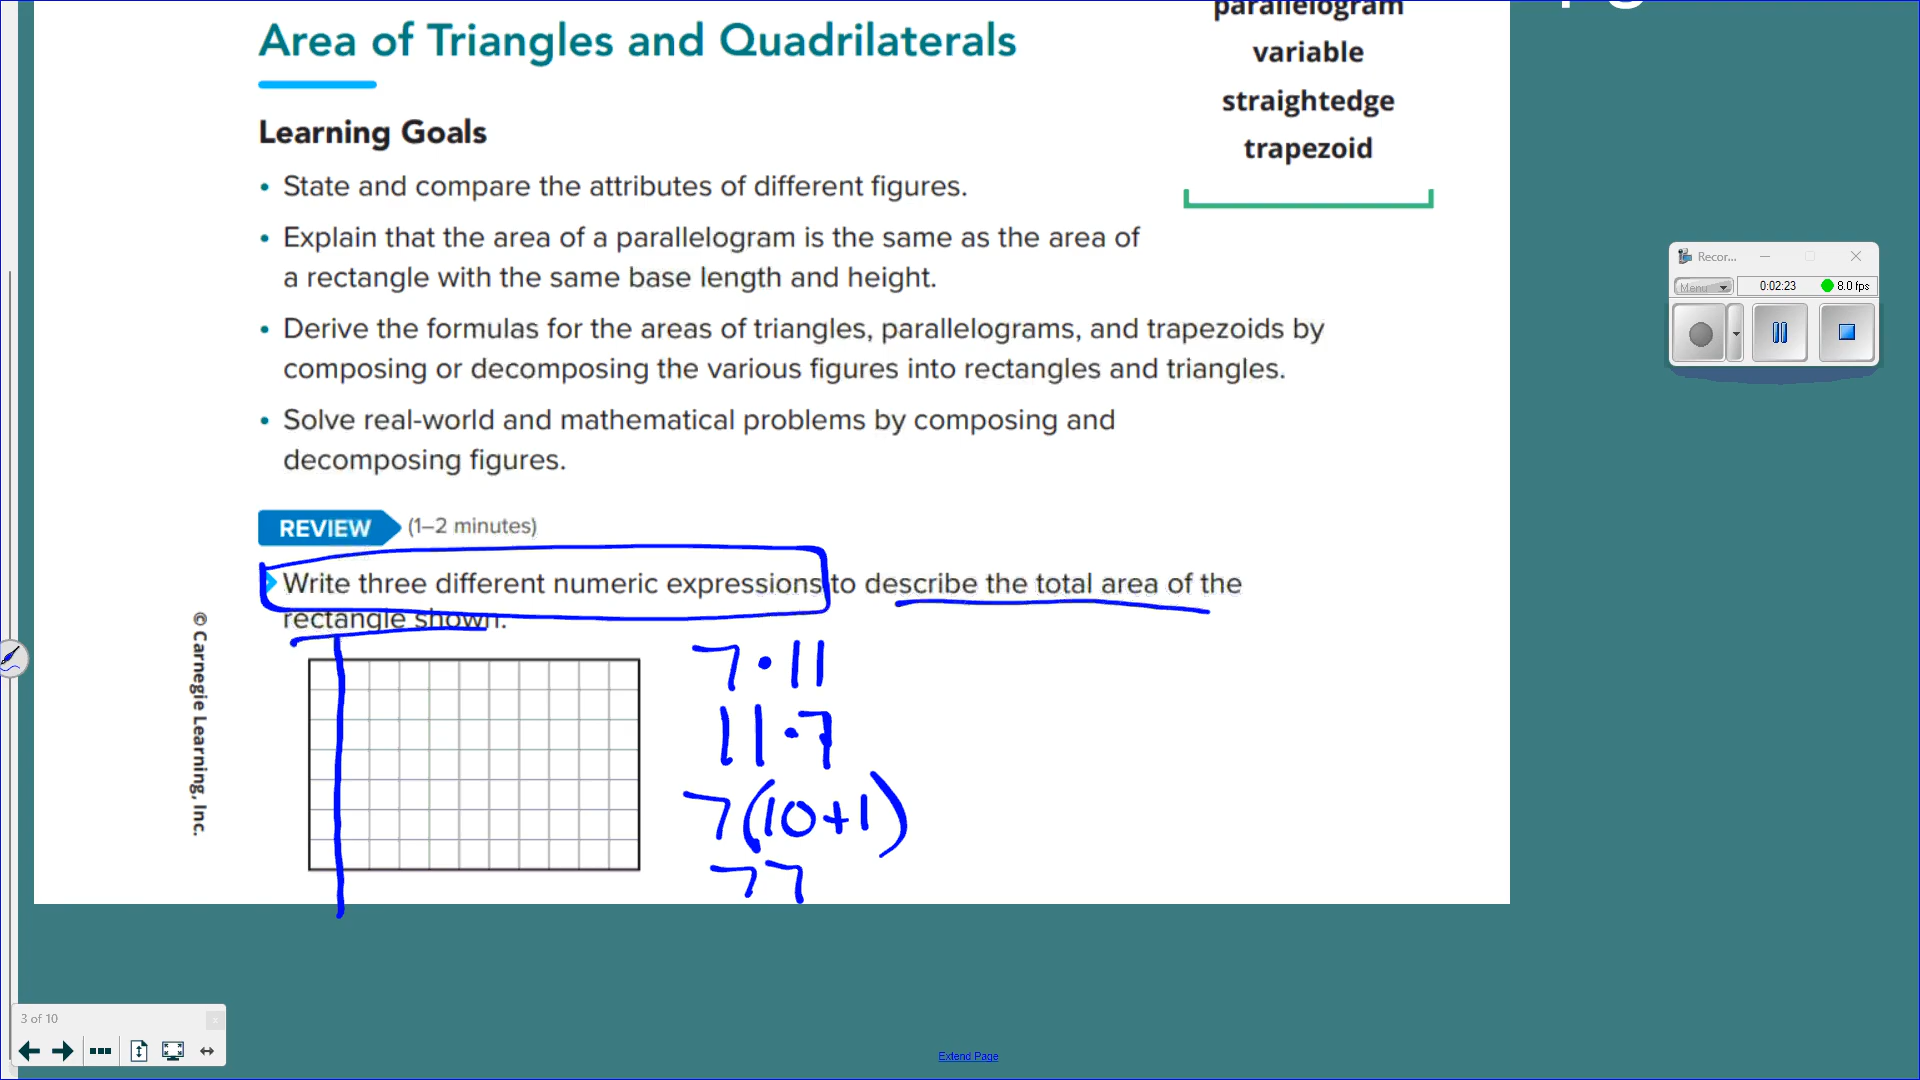 parallelogram
Area of Triangles and Quadrilaterals
variable
straightedge
trapezoid
Learning Goals
• State and compare the attributes of different figures.
• Explain that the area of a parallelogram is the same as the area of
a rectangle with the same base length and height.
• Derive the formulas for the areas of triangles, parallelograms, and trapezoids by
composing or decomposing the various figures into rectangles and triangles.
• Solve real-world and mathematical problems by composing and
decomposing figures.
REVIEW (1–2 minutes)
Write three different numeric expressions to describe the total area of the
rectangle shown.
7 • 11
11 • 7
7(10+1)
77
© Carnegie Learning, Inc.
Recor...
Menu 0:02:23 8.0 fps
3 of 10
Extend Page